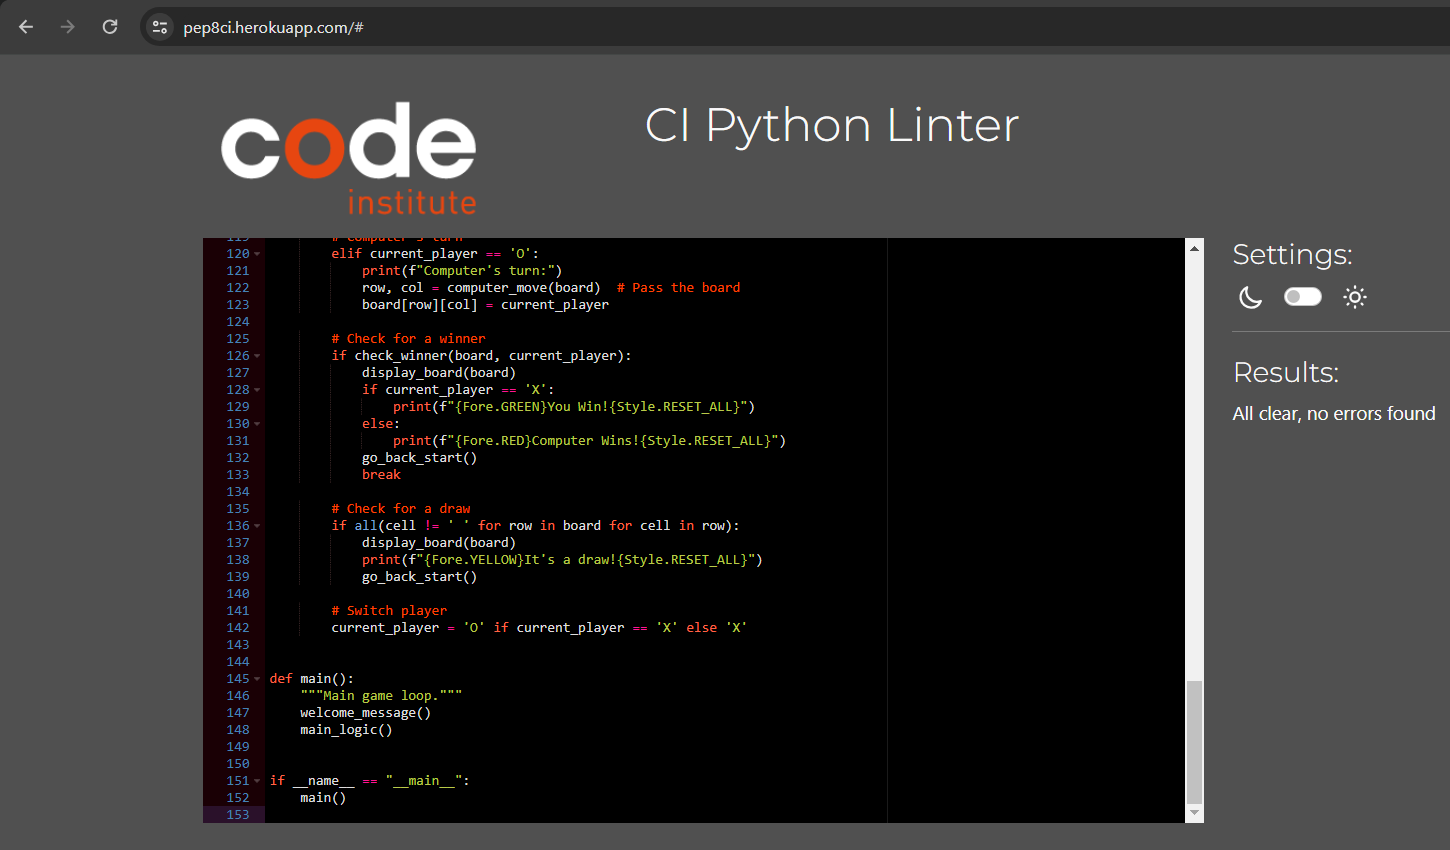 pep8ci.herokuapp.com/#
code
institute
CI Python Linter
119 # Computer's turn
120 elif current_player == 'O':
121 print(f"Computer's turn:")
122 row, col = computer_move(board)  # Pass the board
123 board[row][col] = current_player
124
125 # Check for a winner
126 if check_winner(board, current_player):
127 display_board(board)
128 if current_player == 'X':
129 print(f"{Fore.GREEN}You Win!{Style.RESET_ALL}")
130 else:
131 print(f"{Fore.RED}Computer Wins!{Style.RESET_ALL}")
132 go_back_start()
133 break
134
135 # Check for a draw
136 if all(cell != ' ' for row in board for cell in row):
137 display_board(board)
138 print(f"{Fore.YELLOW}It's a draw!{Style.RESET_ALL}")
139 go_back_start()
140
141 # Switch player
142 current_player = 'O' if current_player == 'X' else 'X'
143
144
145 def main():
146 """Main game loop."""
147 welcome_message()
148 main_logic()
149
150
151 if __name__ == "__main__":
152 main()
153
Settings:
Results:
All clear, no errors found